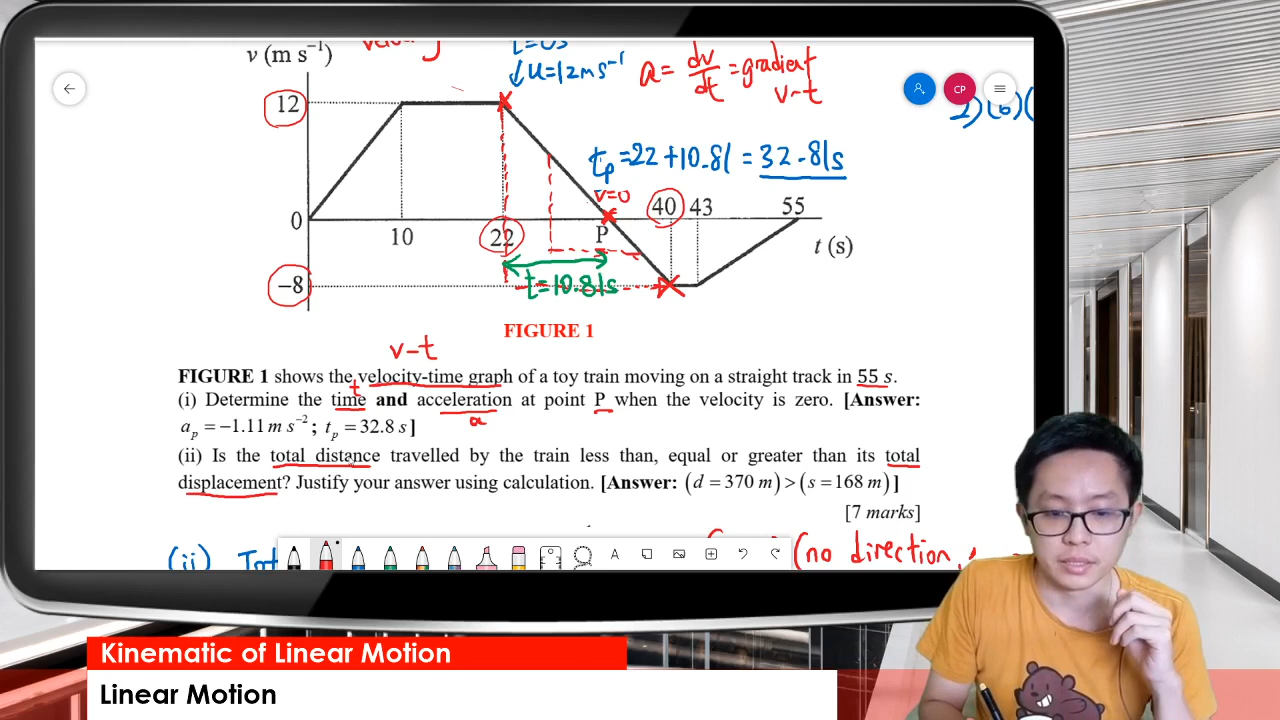 v (m s⁻¹)
t=0s
↓u=12ms⁻¹
a = dv/dt = gradient
v-t
CP
12
t_p=22+10.81 = 32.81s
v=0
0
10
22
P
40
43
55
t (s)
-8
t=10.81s
FIGURE 1
v-t
FIGURE 1 shows the velocity-time graph of a toy train moving on a straight track in 55 s.
t
(i) Determine the time and acceleration at point P when the velocity is zero. [Answer:
a
a_p = −1.11 m s⁻²; t_p = 32.8 s]
(ii) Is the total distance travelled by the train less than, equal or greater than its total
displacement? Justify your answer using calculation. [Answer: (d = 370 m) > (s = 168 m)]
[7 marks]
(ii)
(no direction,
A
Kinematic of Linear Motion
Linear Motion